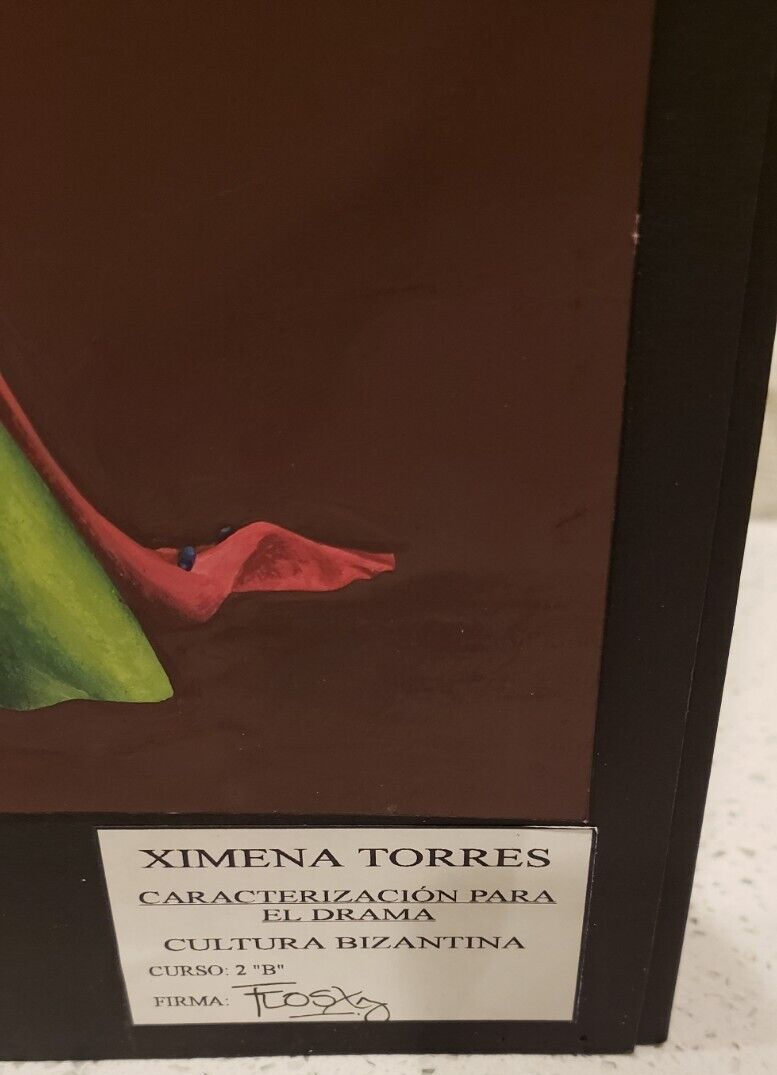 XIMENA TORRES
CARACTERIZACIÓN PARA
EL DRAMA
CULTURA BIZANTINA
CURSO: 2 "B"
FIRMA: